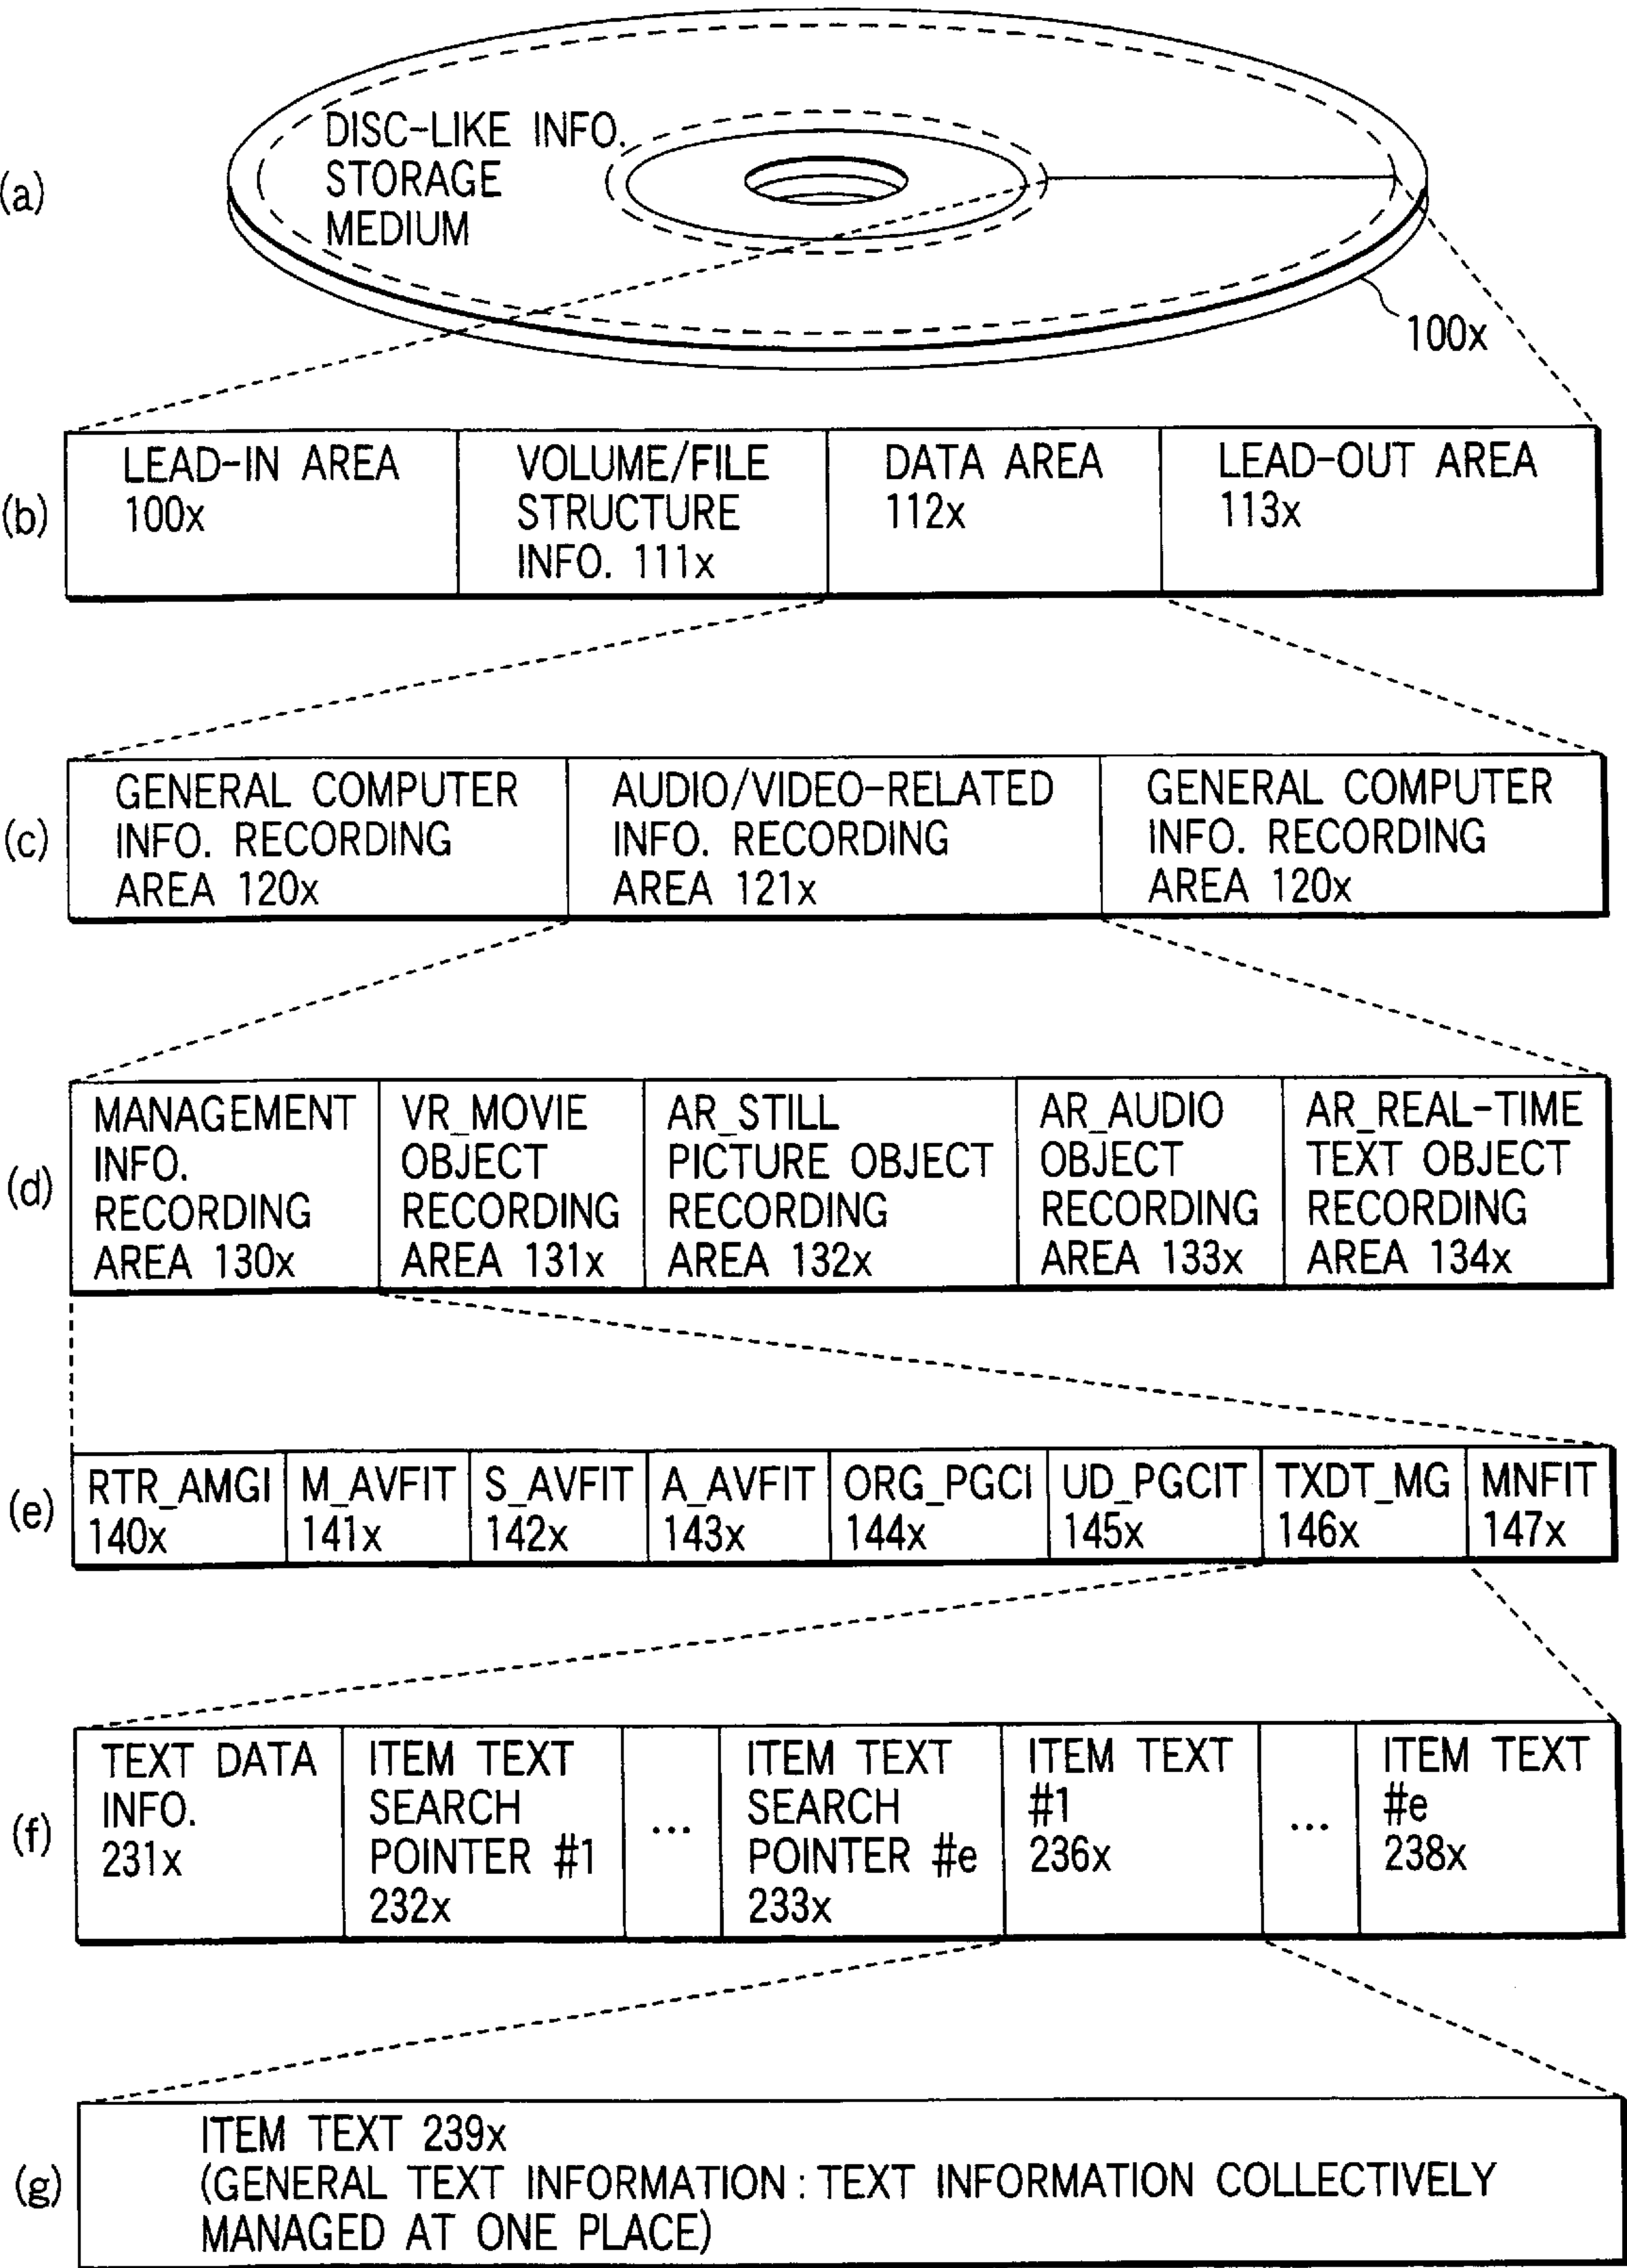 (a)
DISC-LIKE INFO.
STORAGE
MEDIUM
100x
(b)
LEAD-IN AREA
100x
VOLUME/FILE
STRUCTURE
INFO. 111x
DATA AREA
112x
LEAD-OUT AREA
113x
(c)
GENERAL COMPUTER
INFO. RECORDING
AREA 120x
AUDIO/VIDEO-RELATED
INFO. RECORDING
AREA 121x
GENERAL COMPUTER
INFO. RECORDING
AREA 120x
(d)
MANAGEMENT
INFO.
RECORDING
AREA 130x
VR_MOVIE
OBJECT
RECORDING
AREA 131x
AR_STILL
PICTURE OBJECT
RECORDING
AREA 132x
AR_AUDIO
OBJECT
RECORDING
AREA 133x
AR_REAL-TIME
TEXT OBJECT
RECORDING
AREA 134x
(e)
RTR_AMGI
140x
M_AVFIT
141x
S_AVFIT
142x
A_AVFIT
143x
ORG_PGCI
144x
UD_PGCIT
145x
TXDT_MG
146x
MNFIT
147x
(f)
TEXT DATA
INFO.
231x
ITEM TEXT
SEARCH
POINTER #1
232x
...
ITEM TEXT
SEARCH
POINTER #e
233x
ITEM TEXT
#1
236x
...
ITEM TEXT
#e
238x
(g)
ITEM TEXT 239x
(GENERAL TEXT INFORMATION : TEXT INFORMATION COLLECTIVELY
MANAGED AT ONE PLACE)